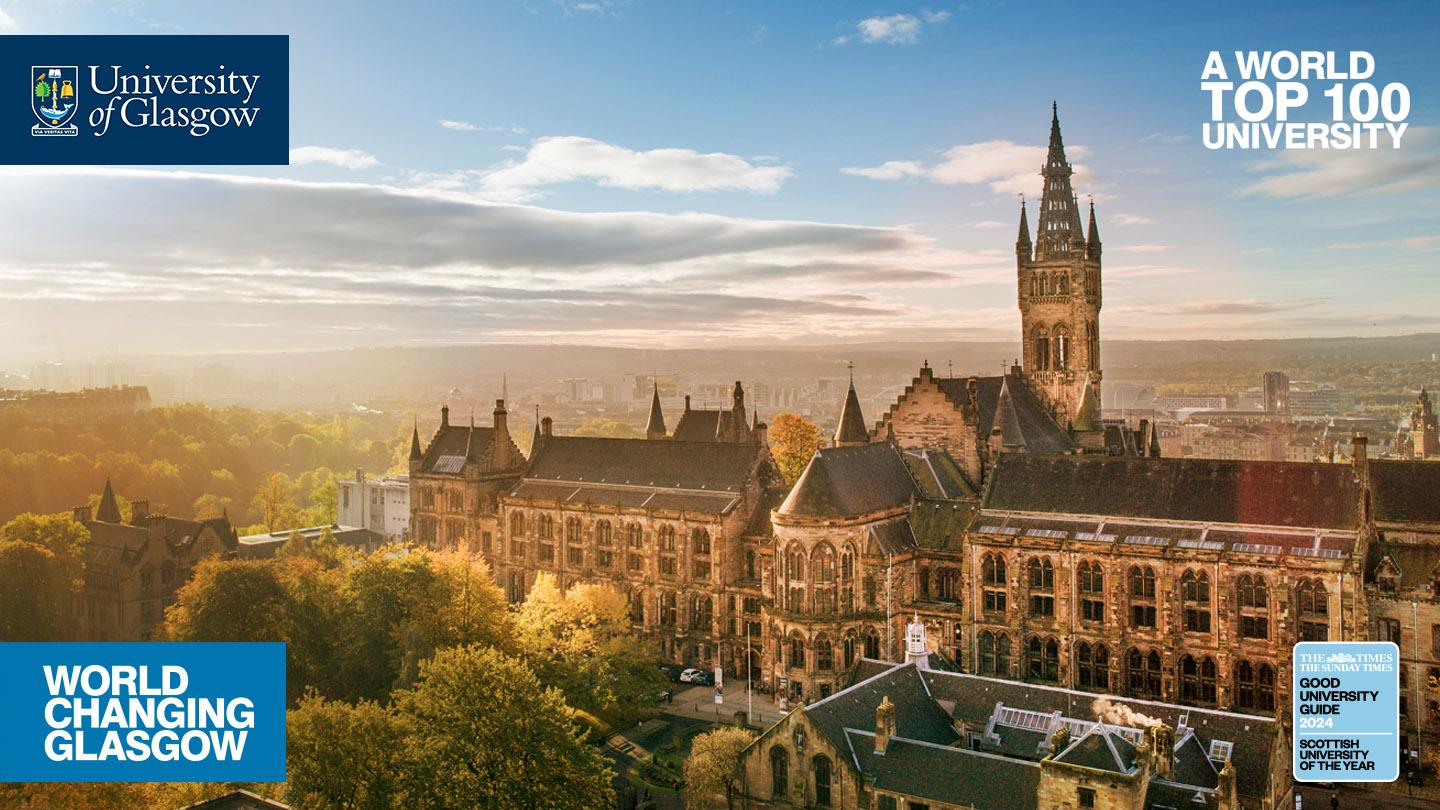 University
of Glasgow
VIA VERITAS VITA
A WORLD
TOP 100
UNIVERSITY
WORLD
CHANGING
GLASGOW
THE TIMES
THE SUNDAY TIMES
GOOD
UNIVERSITY
GUIDE
2024
SCOTTISH
UNIVERSITY
OF THE YEAR